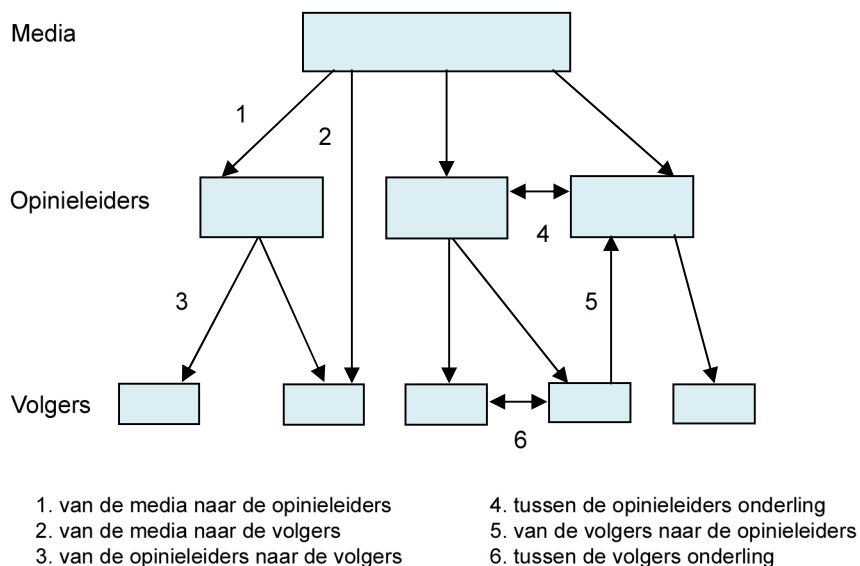 Media
1
2
Opinieleiders
4
3
5
Volgers
6
1. van de media naar de opinieleiders
2. van de media naar de volgers
3. van de opinieleiders naar de volgers
4. tussen de opinieleiders onderling
5. van de volgers naar de opinieleiders
6. tussen de volgers onderling